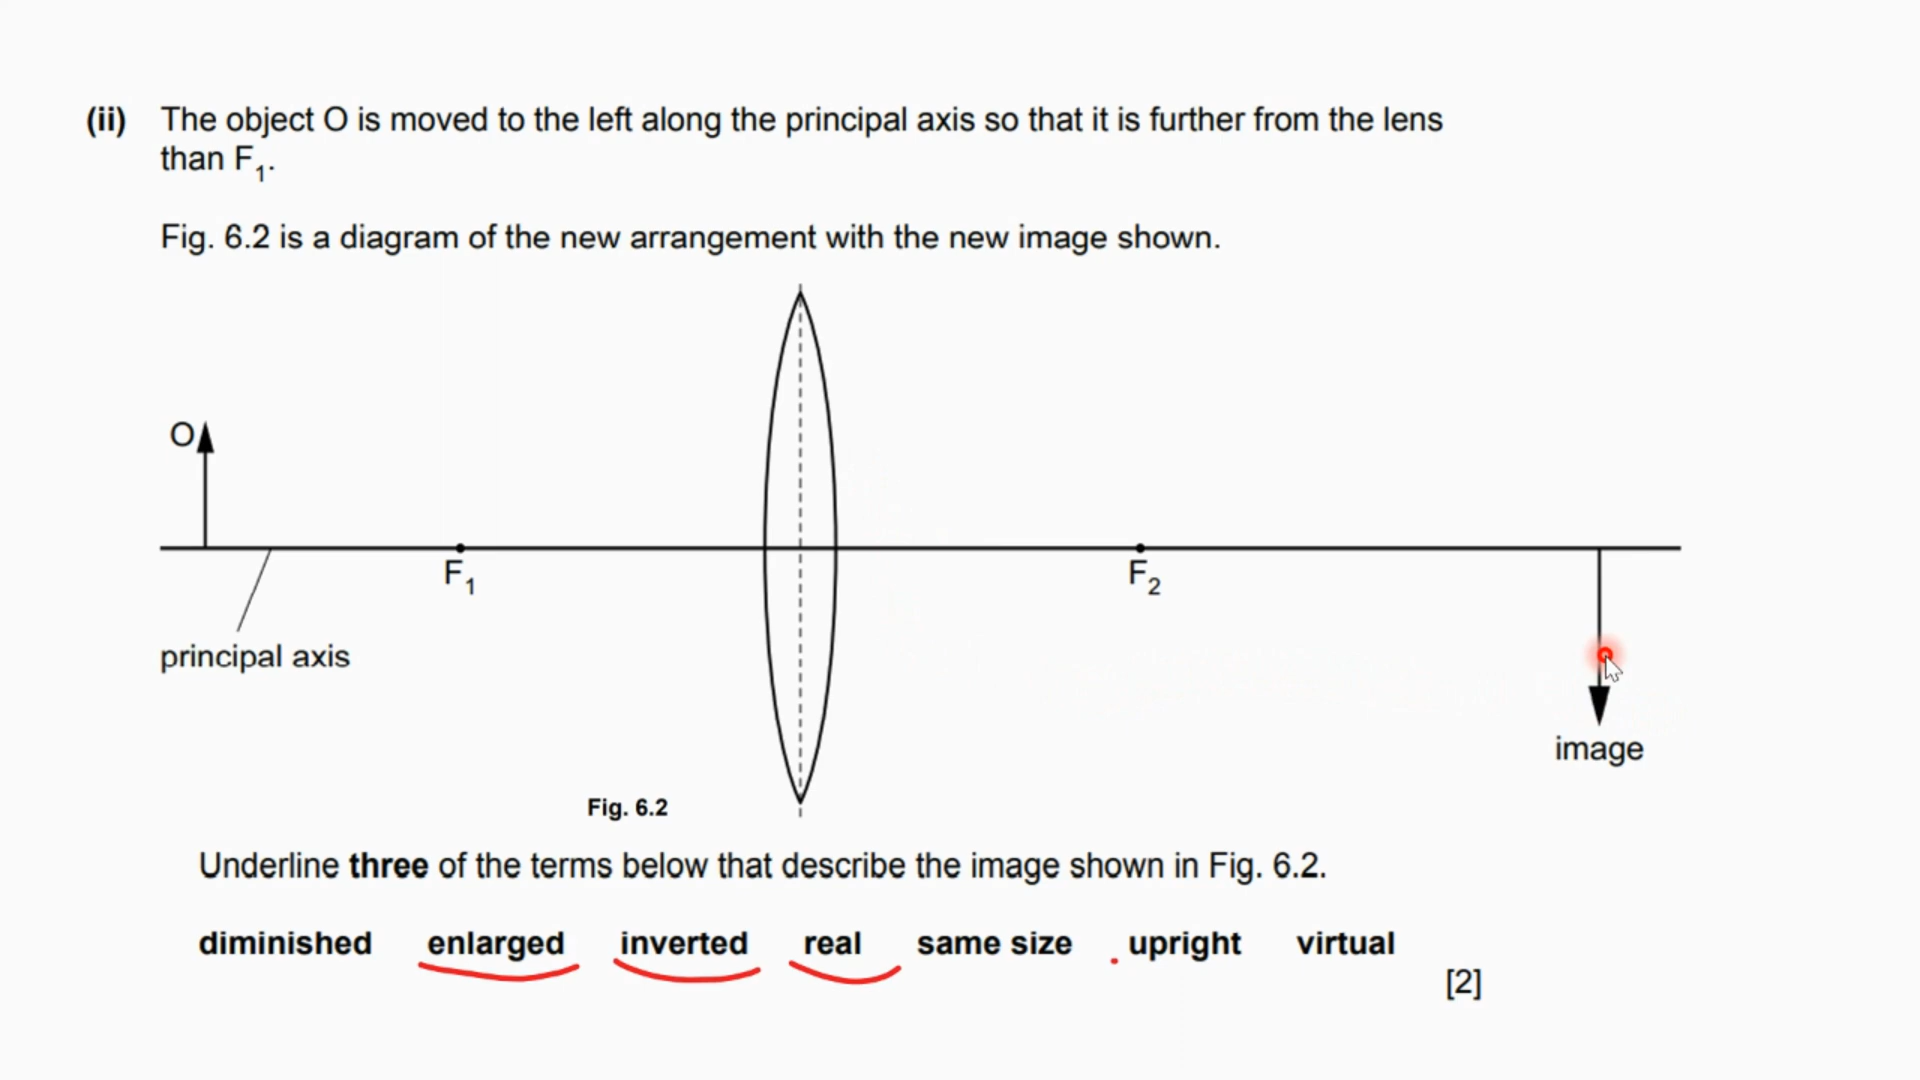 (ii) The object O is moved to the left along the principal axis so that it is further from the lens
than F1.
Fig. 6.2 is a diagram of the new arrangement with the new image shown.
O
F1
F2
principal axis
image
Fig. 6.2
Underline three of the terms below that describe the image shown in Fig. 6.2.
diminished enlarged inverted real same size upright virtual
[2]